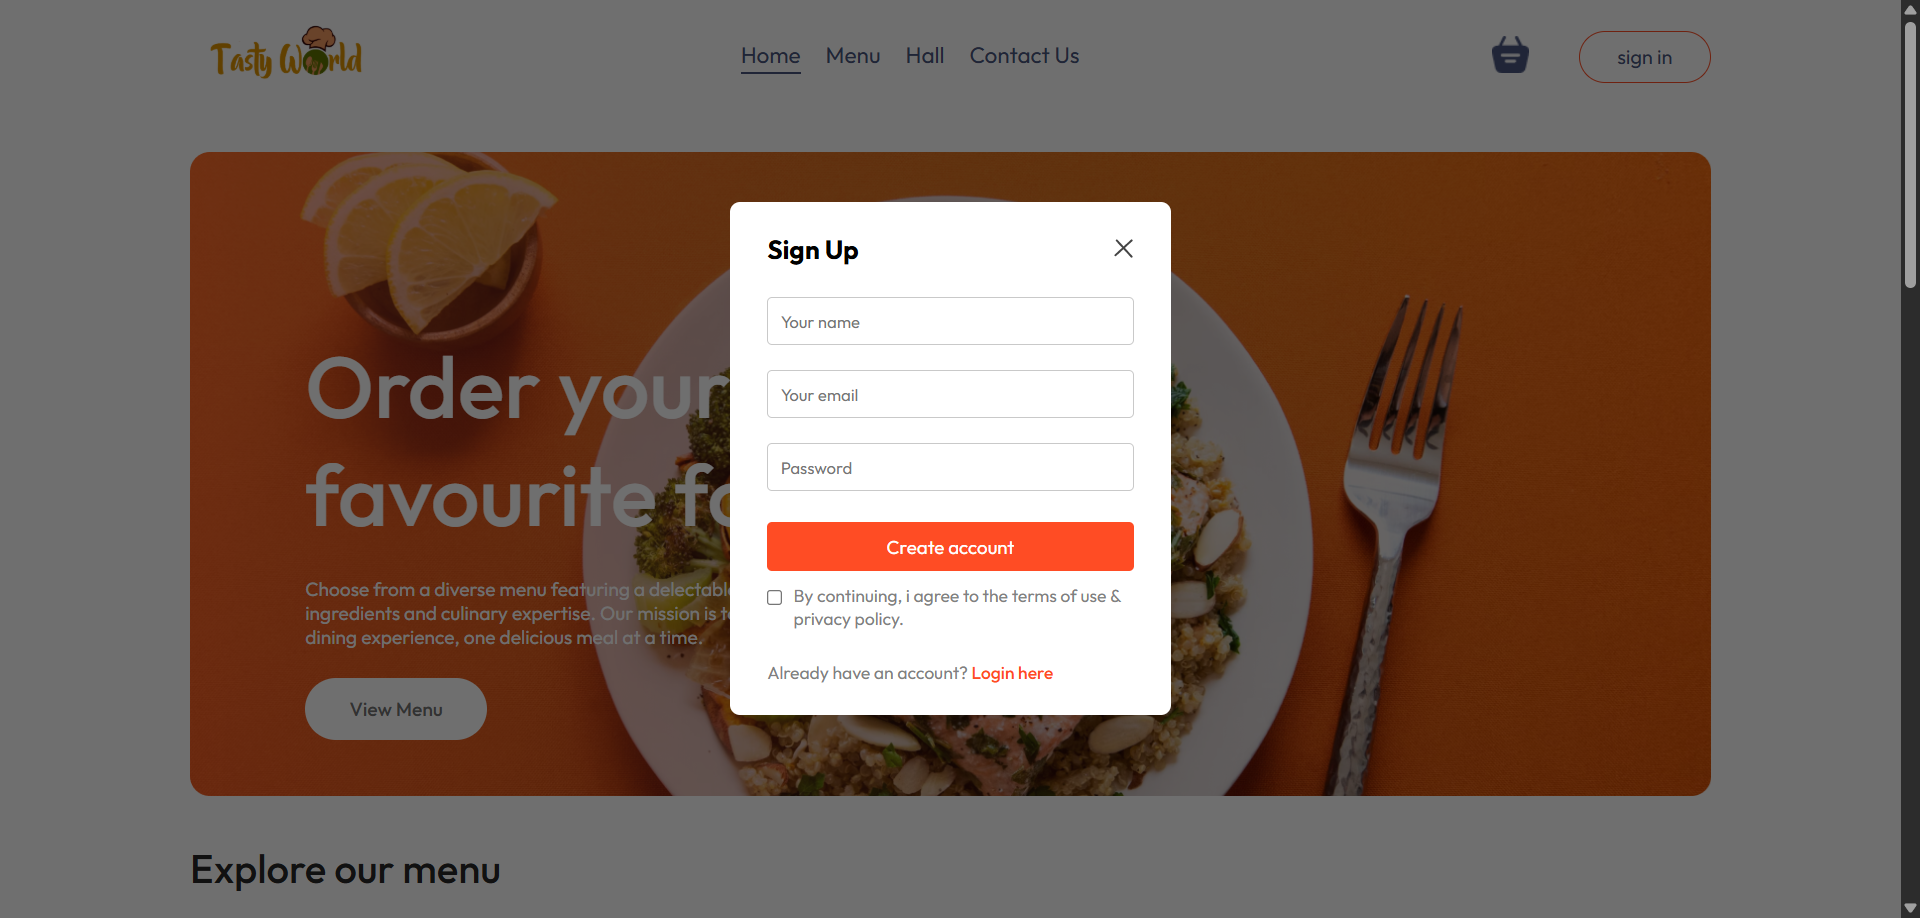 Tasty World
Home Menu Hall Contact Us
sign in
Sign Up
Your name
Your email
Password
Create account
By continuing, i agree to the terms of use &
privacy policy.
Already have an account? Login here
Order your
favourite fo
Choose from a diverse menu featuring a delectable
ingredients and culinary expertise. Our mission is to
dining experience, one delicious meal at a time.
View Menu
Explore our menu